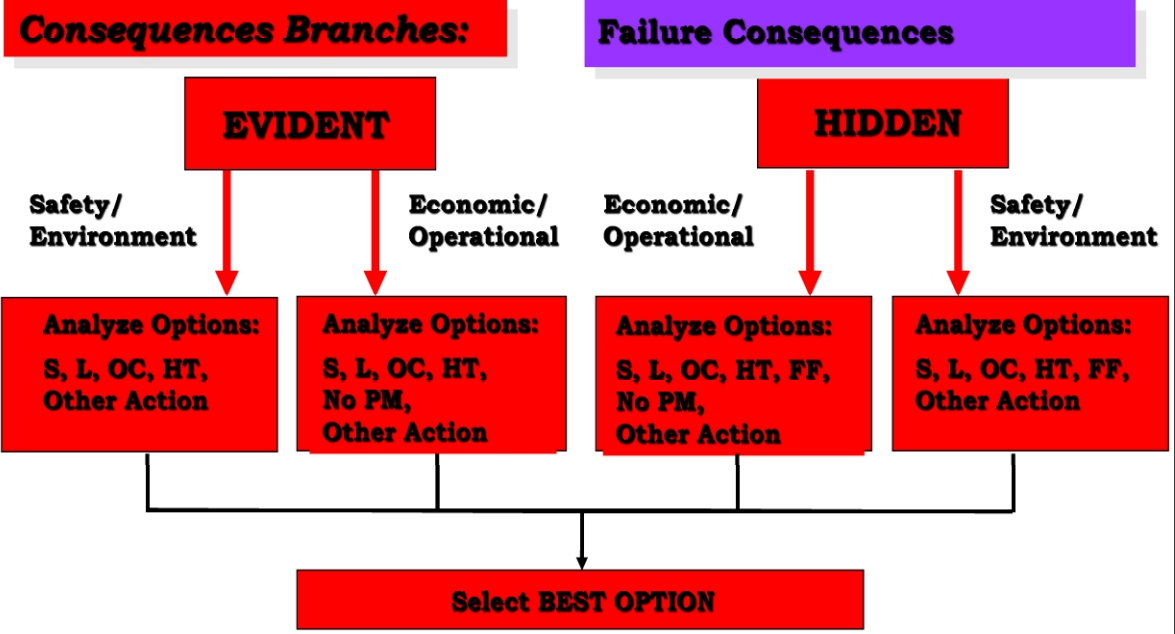 Consequences Branches:
Failure Consequences
EVIDENT
HIDDEN
Safety/
Environment
Economic/
Operational
Economic/
Operational
Safety/
Environment
Analyze Options:
S, L, OC, HT,
Other Action
Analyze Options:
S, L, OC, HT,
No PM,
Other Action
Analyze Options:
S, L, OC, HT, FF,
No PM,
Other Action
Analyze Options:
S, L, OC, HT, FF,
Other Action
Select BEST OPTION